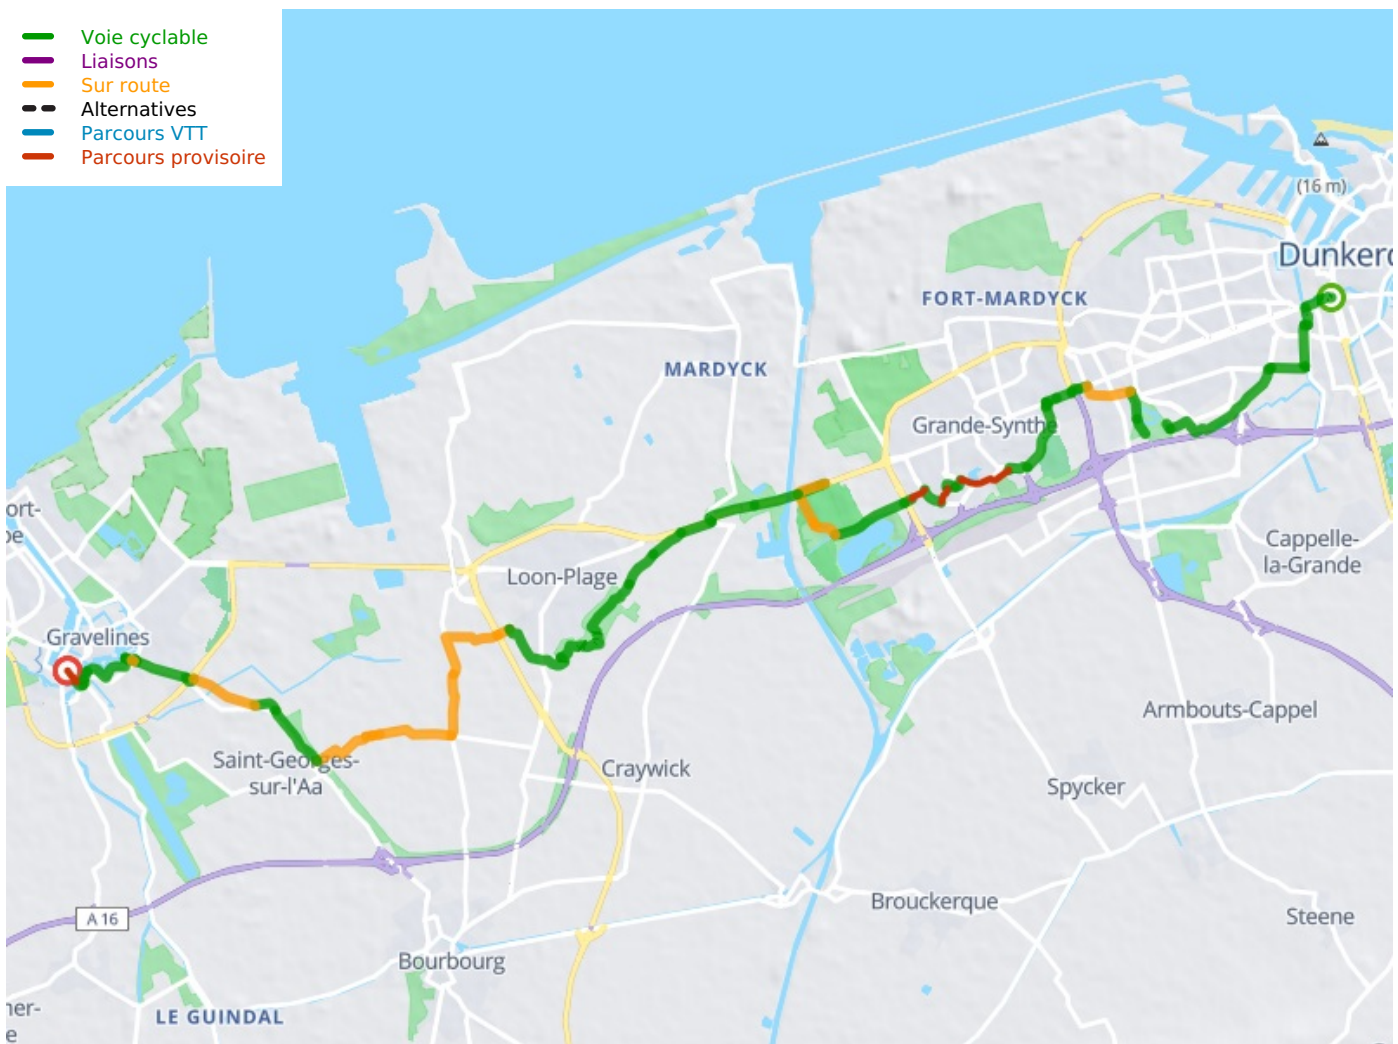 Voie cyclable
Liaisons
Sur route
Alternatives
Parcours VTT
Parcours provisoire
(16 m)
Dunkerc
FORT-MARDYCK
MARDYCK
Grande-Synthe
ort-
pe
Cappelle-
la-Grande
Loon-Plage
Gravelines
Armbouts-Cappel
Saint-Georges-
sur-l'Aa
Craywick
Spycker
Brouckerque
A 16
Steene
Bourbourg
LE GUINDAL
ner-
e